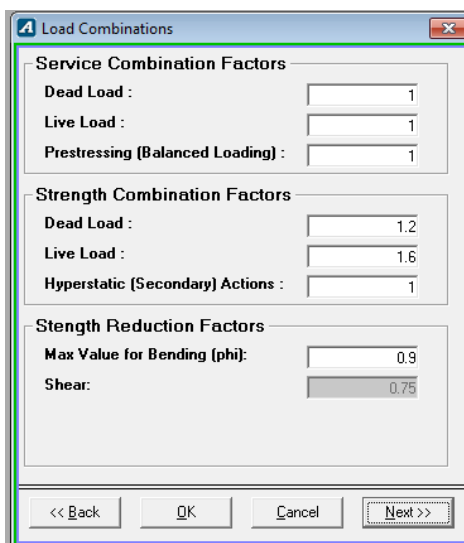 Load Combinations
Service Combination Factors
Dead Load : 1
Live Load : 1
Prestressing (Balanced Loading) : 1
Strength Combination Factors
Dead Load : 1.2
Live Load : 1.6
Hyperstatic (Secondary) Actions : 1
Stength Reduction Factors
Max Value for Bending (phi): 0.9
Shear: 0.75
<< Back OK Cancel Next >>